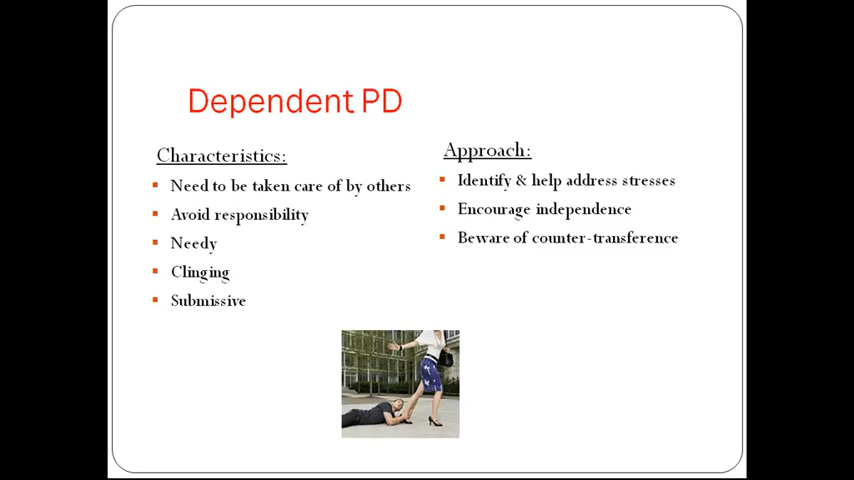 Dependent PD
Characteristics:
Need to be taken care of by others
Avoid responsibility
Needy
Clinging
Submissive
Approach:
Identify & help address stresses
Encourage independence
Beware of counter-transference